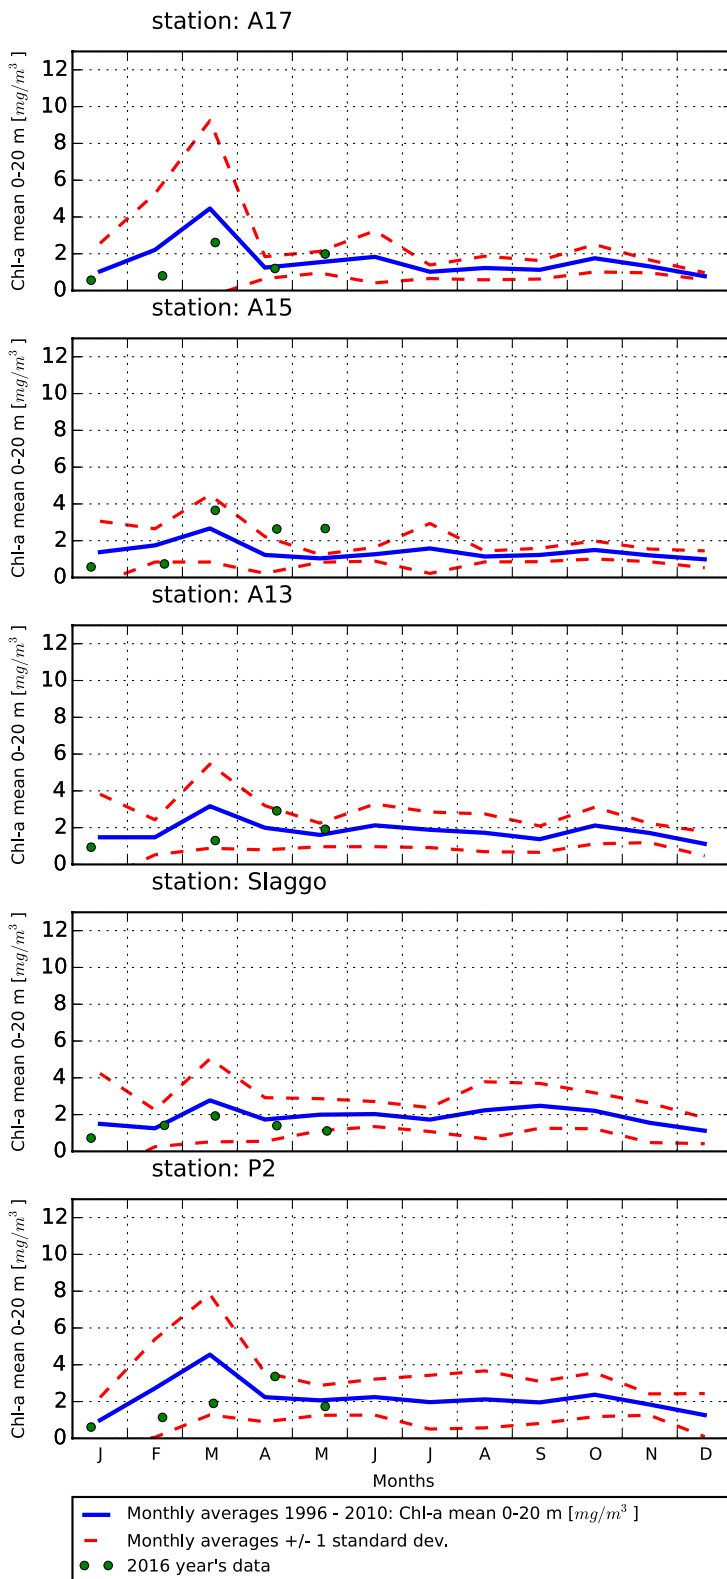 station: A17
Chl-a mean 0-20 m [mg/m³ ]
12
10
8
6
4
2
0
station: A15
Chl-a mean 0-20 m [mg/m³ ]
12
10
8
6
4
2
0
station: A13
Chl-a mean 0-20 m [mg/m³ ]
12
10
8
6
4
2
0
station: Slaggo
Chl-a mean 0-20 m [mg/m³ ]
12
10
8
6
4
2
0
station: P2
Chl-a mean 0-20 m [mg/m³ ]
12
10
8
6
4
2
0
J F M A M J J A S O N D
Months
Monthly averages 1996 - 2010: Chl-a mean 0-20 m [mg/m³ ]
Monthly averages +/- 1 standard dev.
2016 year's data